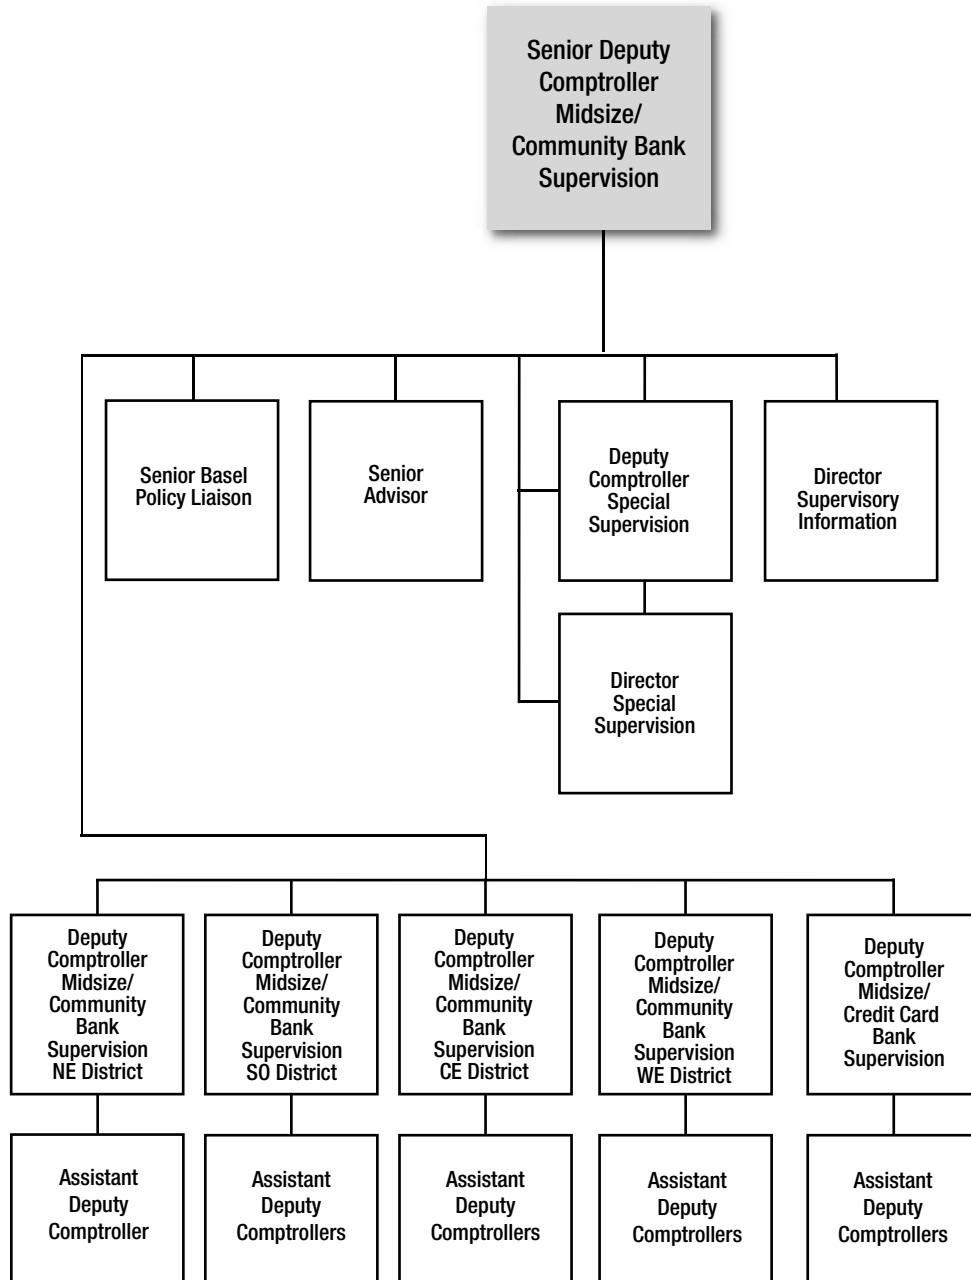 Senior Deputy
Comptroller
Midsize/
Community Bank
Supervision
Senior Basel
Policy Liaison
Senior
Advisor
Deputy
Comptroller
Special
Supervision
Director
Supervisory
Information
Director
Special
Supervision
Deputy
Comptroller
Midsize/
Community
Bank
Supervision
NE District
Deputy
Comptroller
Midsize/
Community
Bank
Supervision
SO District
Deputy
Comptroller
Midsize/
Community
Bank
Supervision
CE District
Deputy
Comptroller
Midsize/
Community
Bank
Supervision
WE District
Deputy
Comptroller
Midsize/
Credit Card
Bank
Supervision
Assistant
Deputy
Comptroller
Assistant
Deputy
Comptrollers
Assistant
Deputy
Comptrollers
Assistant
Deputy
Comptrollers
Assistant
Deputy
Comptrollers